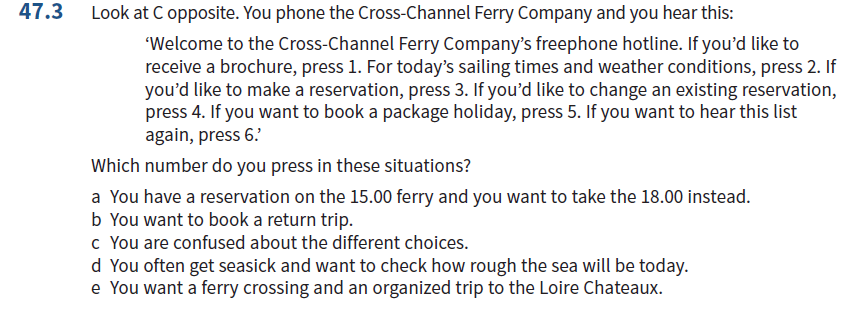 47.3 Look at C opposite. You phone the Cross-Channel Ferry Company and you hear this:
‘Welcome to the Cross-Channel Ferry Company’s freephone hotline. If you’d like to
receive a brochure, press 1. For today’s sailing times and weather conditions, press 2. If
you’d like to make a reservation, press 3. If you’d like to change an existing reservation,
press 4. If you want to book a package holiday, press 5. If you want to hear this list
again, press 6.’
Which number do you press in these situations?
a You have a reservation on the 15.00 ferry and you want to take the 18.00 instead.
b You want to book a return trip.
c You are confused about the different choices.
d You often get seasick and want to check how rough the sea will be today.
e You want a ferry crossing and an organized trip to the Loire Chateaux.